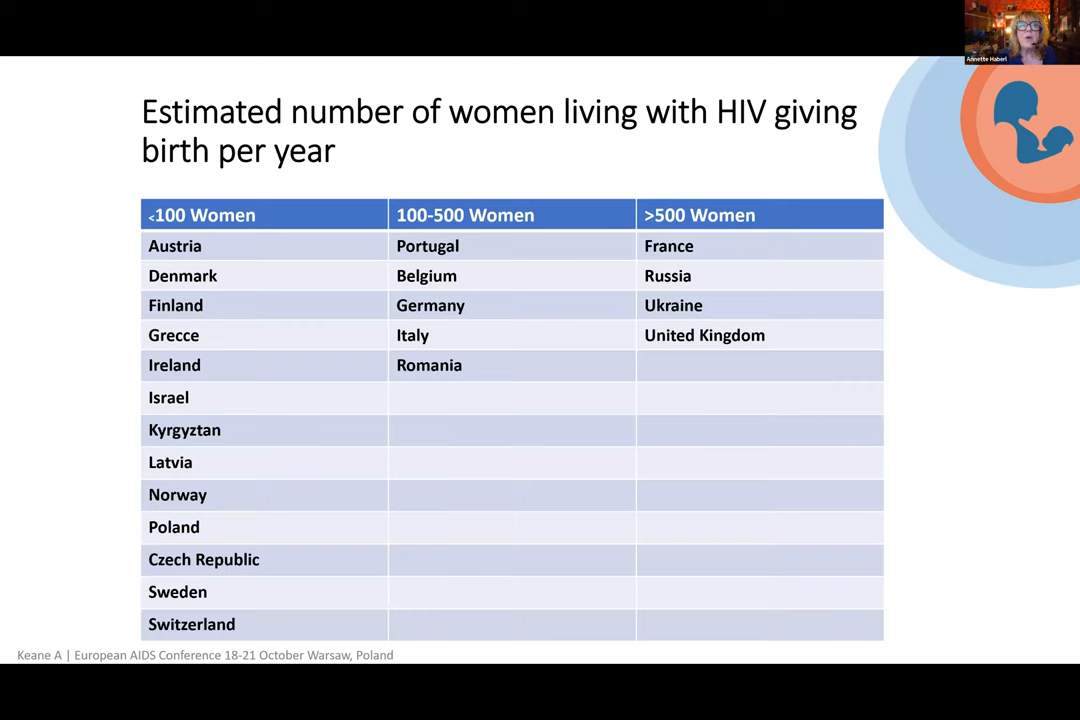 Annette Haberl
Estimated number of women living with HIV giving
birth per year
<100 Women 100-500 Women >500 Women
Austria Portugal France
Denmark Belgium Russia
Finland Germany Ukraine
Grecce Italy United Kingdom
Ireland Romania
Israel
Kyrgyztan
Latvia
Norway
Poland
Czech Republic
Sweden
Switzerland
Keane A | European AIDS Conference 18-21 October Warsaw, Poland